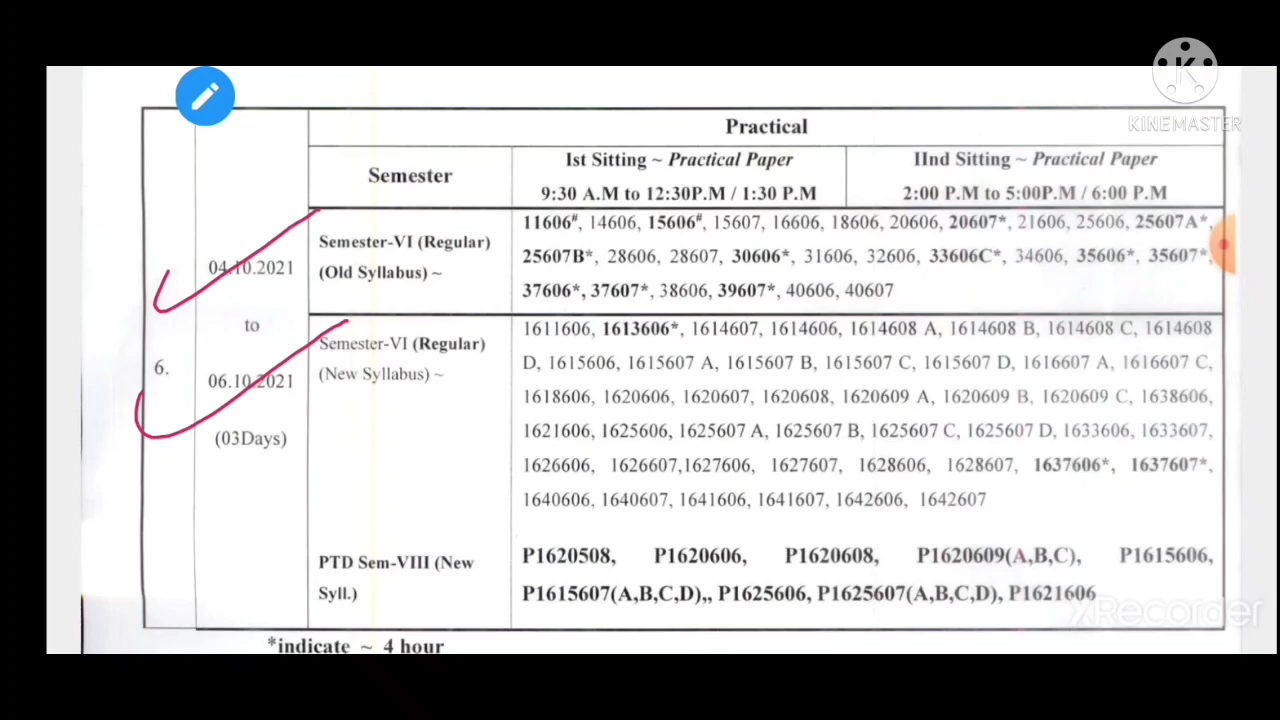 KINEMASTER
Practical
Semester
Ist Sitting ~ Practical Paper
9:30 A.M to 12:30P.M / 1:30 P.M
IInd Sitting ~ Practical Paper
2:00 P.M to 5:00P.M / 6:00 P.M
6.
04.10.2021
to
06.10.2021
(03Days)
Semester-VI (Regular)
(Old Syllabus) ~
11606#, 14606, 15606#, 15607, 16606, 18606, 20606, 20607*, 21606, 25606, 25607A*,
25607B*, 28606, 28607, 30606*, 31606, 32606, 33606C*, 34606, 35606*, 35607*,
37606*, 37607*, 38606, 39607*, 40606, 40607
Semester-VI (Regular)
(New Syllabus) ~
1611606, 1613606*, 1614607, 1614606, 1614608 A, 1614608 B, 1614608 C, 1614608
D, 1615606, 1615607 A, 1615607 B, 1615607 C, 1615607 D, 1616607 A, 1616607 C,
1618606, 1620606, 1620607, 1620608, 1620609 A, 1620609 B, 1620609 C, 1638606,
1621606, 1625606, 1625607 A, 1625607 B, 1625607 C, 1625607 D, 1633606, 1633607,
1626606, 1626607,1627606, 1627607, 1628606, 1628607, 1637606*, 1637607*,
1640606, 1640607, 1641606, 1641607, 1642606, 1642607
PTD Sem-VIII (New
Syll.)
P1620508, P1620606, P1620608, P1620609(A,B,C), P1615606,
P1615607(A,B,C,D),, P1625606, P1625607(A,B,C,D), P1621606
XRecorder
*indicate ~ 4 hour